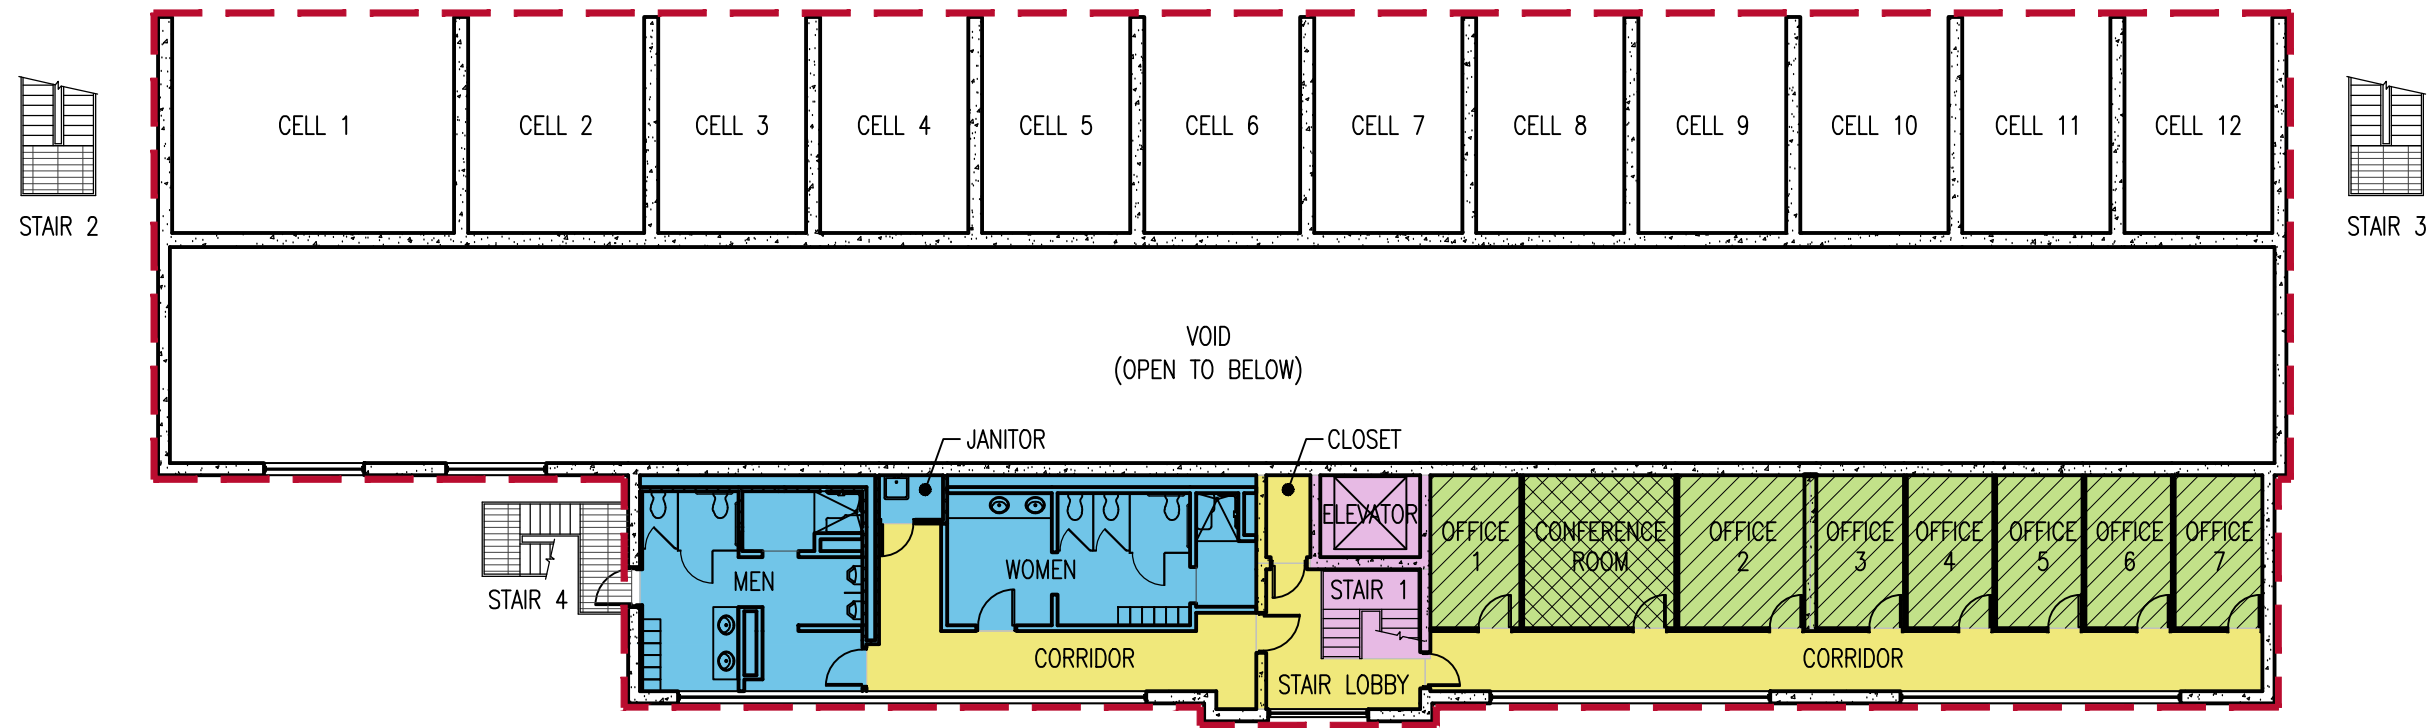 CELL 1
CELL 2
CELL 3
CELL 4
CELL 5
CELL 6
CELL 7
CELL 8
CELL 9
CELL 10
CELL 11
CELL 12
STAIR 2
STAIR 3
VOID
(OPEN TO BELOW)
JANITOR
CLOSET
ELEVATOR
OFFICE
1
CONFERENCE
ROOM
OFFICE
2
OFFICE
3
OFFICE
4
OFFICE
5
OFFICE
6
OFFICE
7
MEN
WOMEN
STAIR 1
STAIR 4
CORRIDOR
CORRIDOR
STAIR LOBBY